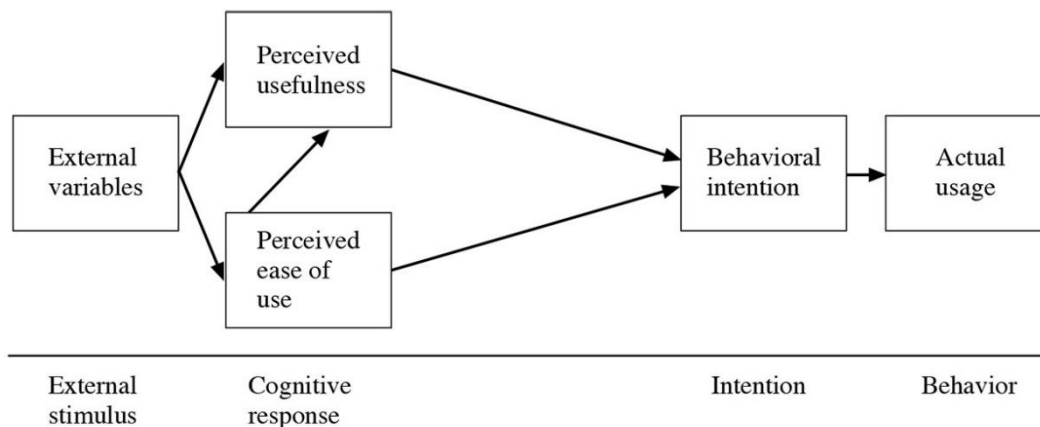 Perceived
usefulness
External
variables
Perceived
ease of
use
Behavioral
intention
Actual
usage
External
stimulus
Cognitive
response
Intention
Behavior